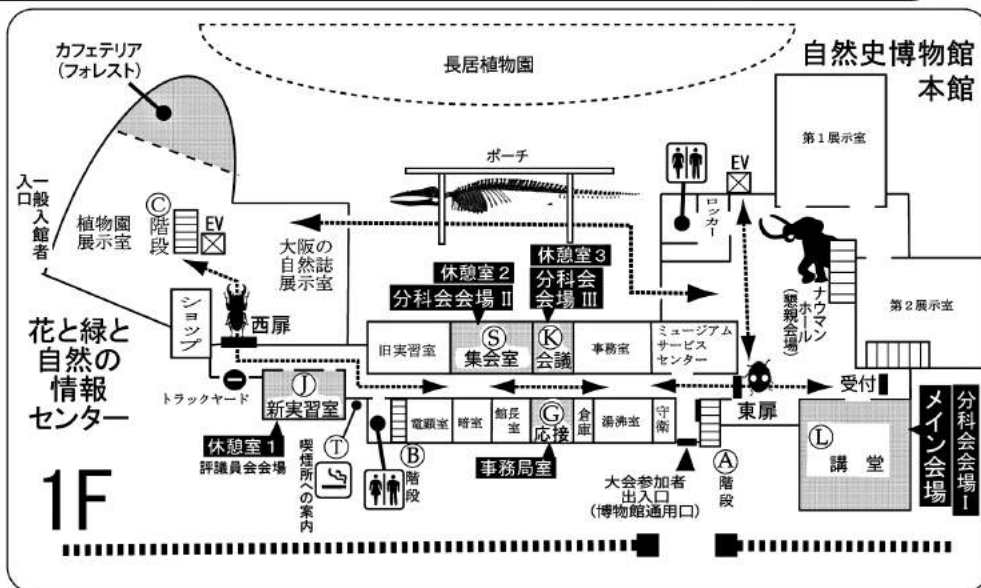 カフェテリア
(フォレスト)
長居植物園
自然史博物館
本館
第1展示室
ポーチ
EV
ロッカー
一般入館者
入口
植物園
展示室
Ⓒ
階段
EV
大阪の
自然誌
展示室
休憩室2
分科会会場Ⅱ
休憩室3
分科会
会場Ⅲ
ナウマン
ホール
(懇親会場)
第2展示室
ショップ
西扉
花と緑と
自然の
情報
センター
旧実習室
Ⓢ
集会室
Ⓚ
会議
事務室
ミュージアム
サービス
センター
トラックヤード
Ⓙ
新実習室
東扉
受付
休憩室1
評議員会会場
Ⓣ
喫煙所への案内
電顕室
暗室
館長室
Ⓖ
応接
倉庫
湯沸室
守衛
Ⓑ
階段
事務局室
大会参加者
出入口
(博物館通用口)
Ⓐ
階段
Ⓛ
講堂
メイン会場
分科会会場Ⅰ
1F